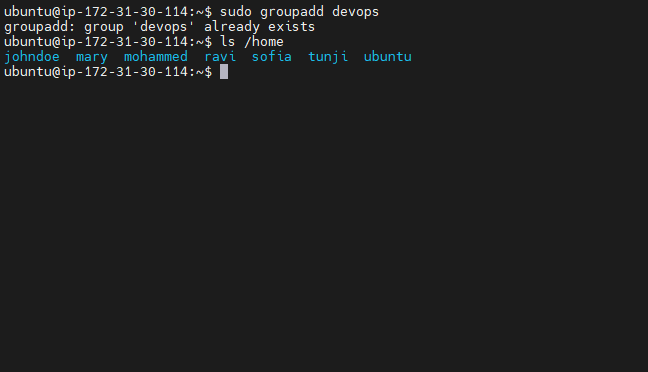 ubuntu@ip-172-31-30-114:~$ sudo groupadd devops
groupadd: group 'devops' already exists
ubuntu@ip-172-31-30-114:~$ ls /home
johndoe  mary  mohammed  ravi  sofia  tunji  ubuntu
ubuntu@ip-172-31-30-114:~$